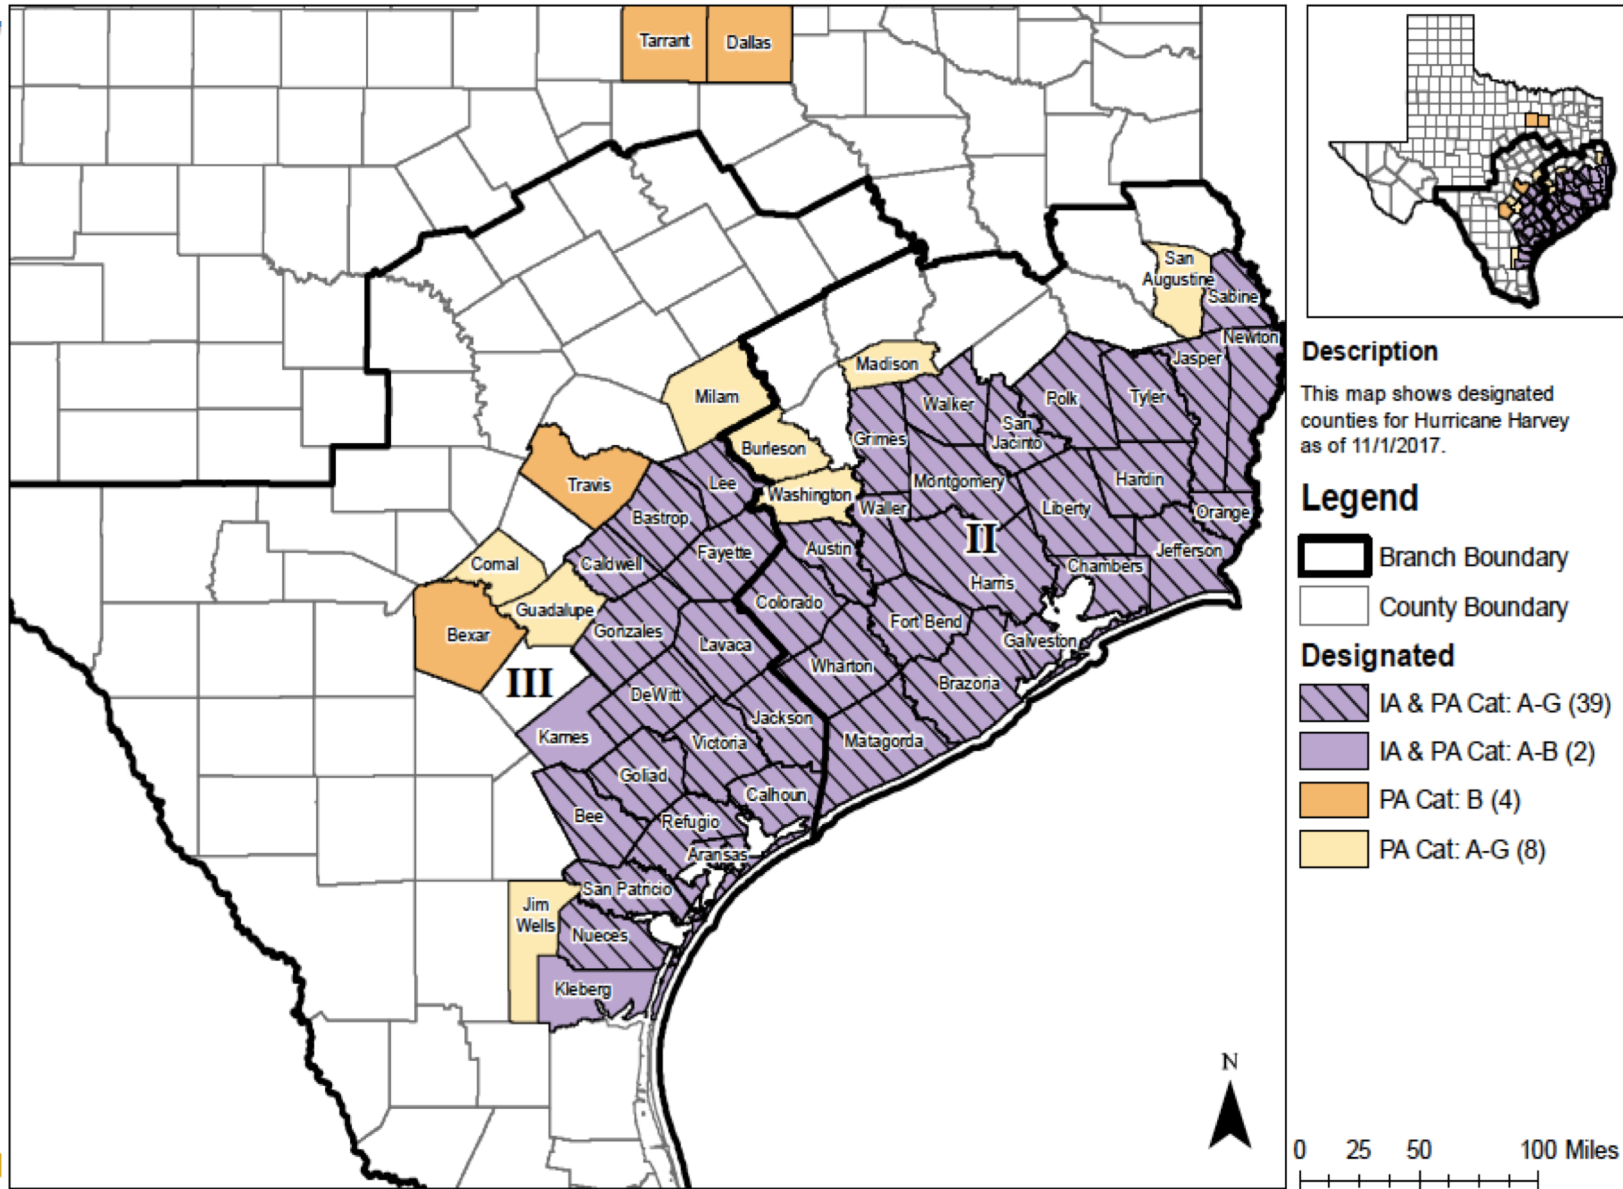 Tarrant
Dallas
San
Augustine
Sabine
Newton
Jasper
Madison
Milam
Walker
Polk
Tyler
San
Jacinto
Grimes
Burleson
Lee
Travis
Washington
Montgomery
Hardin
Waller
Liberty
Orange
Bastrop
Austin
II
Fayette
Jefferson
Comal
Caldwell
Chambers
Harris
Colorado
Guadalupe
Fort Bend
Bexar
Gonzales
Galveston
Lavaca
Wharton
III
Brazoria
DeWitt
Jackson
Karnes
Victoria
Matagorda
Goliad
Calhoun
Bee
Refugio
Aransas
San Patricio
Jim
Wells
Nueces
Kleberg
N
Description
This map shows designated
counties for Hurricane Harvey
as of 11/1/2017.
Legend
Branch Boundary
County Boundary
Designated
IA & PA Cat: A-G (39)
IA & PA Cat: A-B (2)
PA Cat: B (4)
PA Cat: A-G (8)
0 25 50 100 Miles